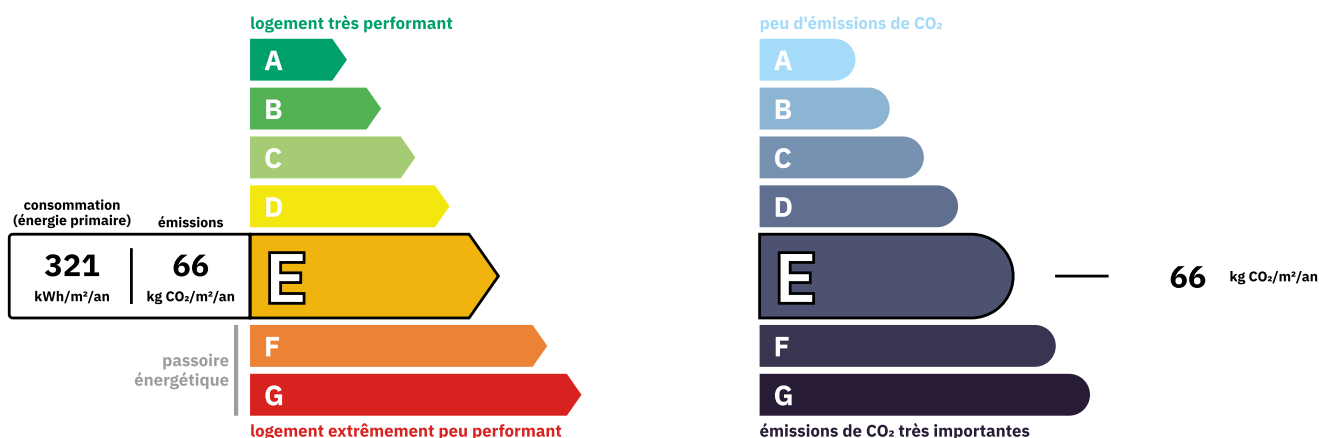 logement très performant
A
B
C
D
consommation
(énergie primaire)
émissions
321
kWh/m²/an
66
kg CO₂/m²/an
E
passoire
énergétique
F
G
logement extrêmement peu performant
peu d'émissions de CO₂
A
B
C
D
E
66 kg CO₂/m²/an
F
G
émissions de CO₂ très importantes